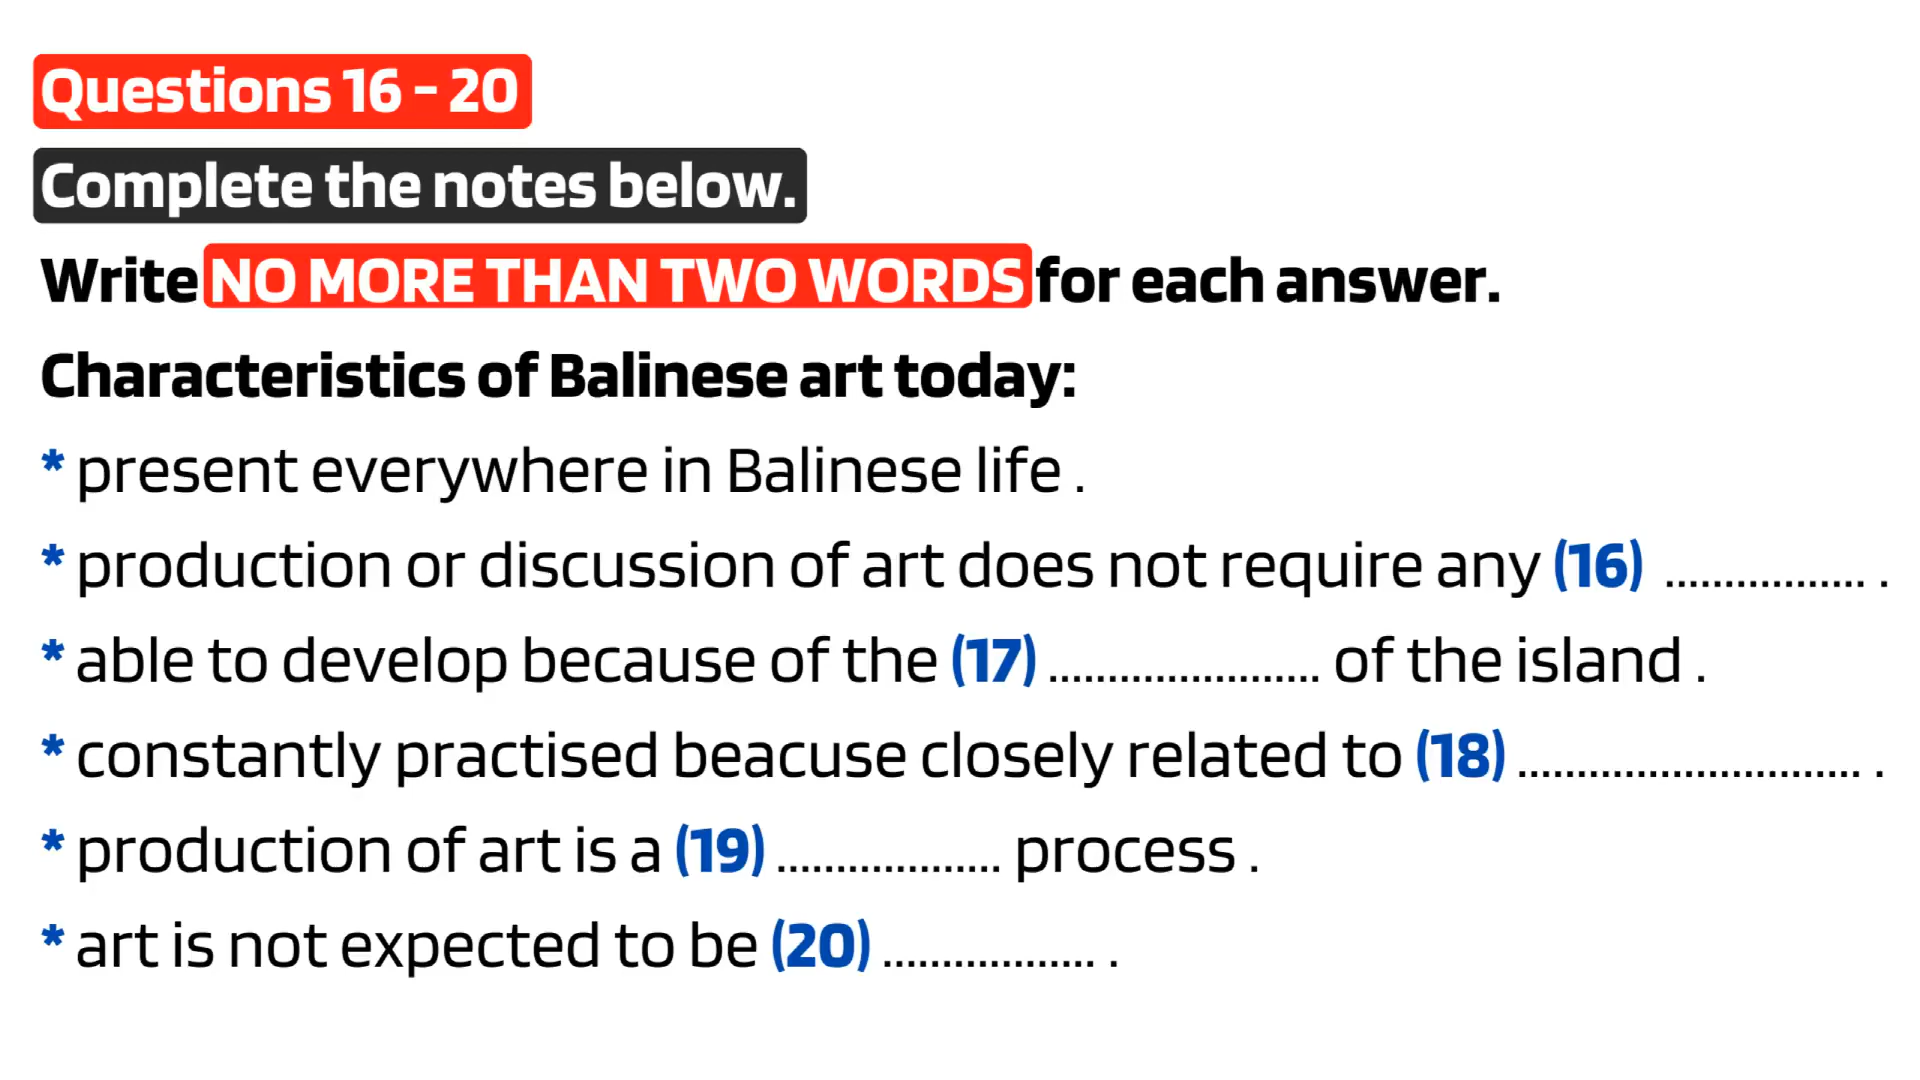 Questions 16 - 20
Complete the notes below.
Write NO MORE THAN TWO WORDS for each answer.
Characteristics of Balinese art today:
* present everywhere in Balinese life .
* production or discussion of art does not require any (16) ................. .
* able to develop because of the (17) ....................... of the island .
* constantly practised beacuse closely related to (18) ............................. .
* production of art is a (19) ................... process .
* art is not expected to be (20) .................. .